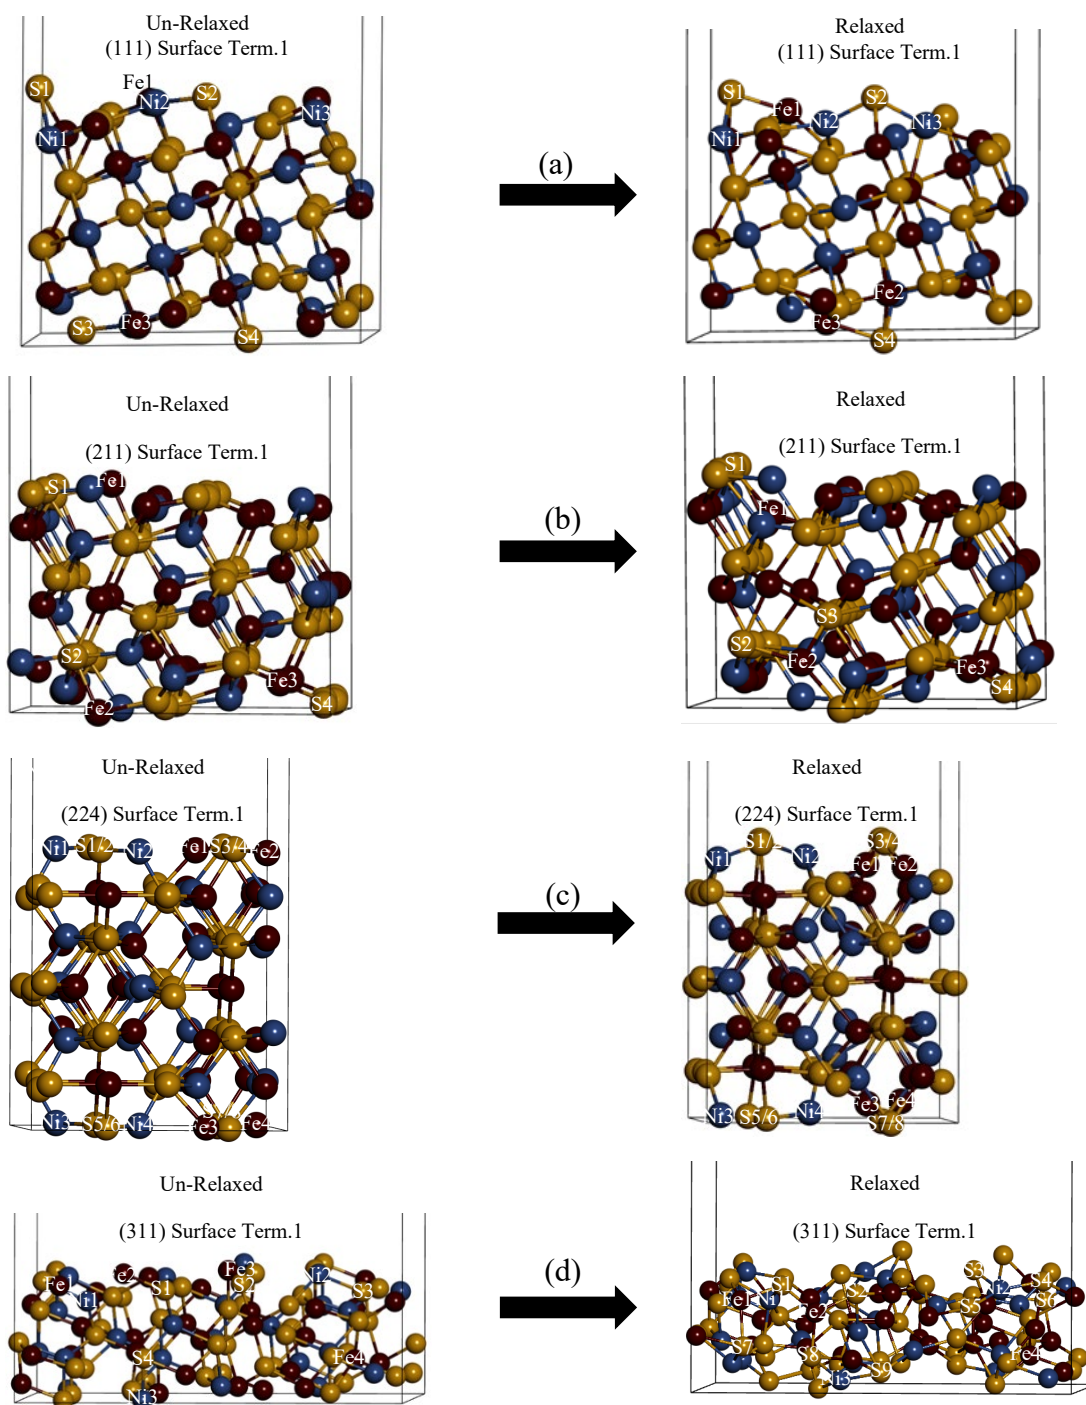 Un-Relaxed
(111) Surface Term.1
Relaxed
(111) Surface Term.1
S1
Fe1
Ni2
S2
Ni3
Ni1
S3
Fe3
S4
(a)
S1
Fe1
S2
Ni2
Ni3
Ni1
Fe2
Fe3
S4
Un-Relaxed
(211) Surface Term.1
Relaxed
(211) Surface Term.1
S1
Fe1
S2
Fe3
Fe2
S4
(b)
S1
Fe1
S3
S2
Fe2
Fe3
S4
Un-Relaxed
(224) Surface Term.1
Relaxed
(224) Surface Term.1
Ni1
S1/2
Ni2
Fe1
S3/4
Fe2
Ni3
S5/6
Ni4
Fe3
Fe4
(c)
S1/2
S3/4
Ni1
Ni2
Fe1
Fe2
Ni3
S5/6
Ni4
Fe3
Fe4
S7/8
Un-Relaxed
(311) Surface Term.1
Relaxed
(311) Surface Term.1
Fe1
Ni1
Fe2
S1
Fe3
S2
Ni2
S3
S4
Fe4
Ni3
(d)
S1
S3
S4
Fe1
Ni
Fe2
S2
Ni2
S5
S6
S7
S8
S9
Fe4
Ni3